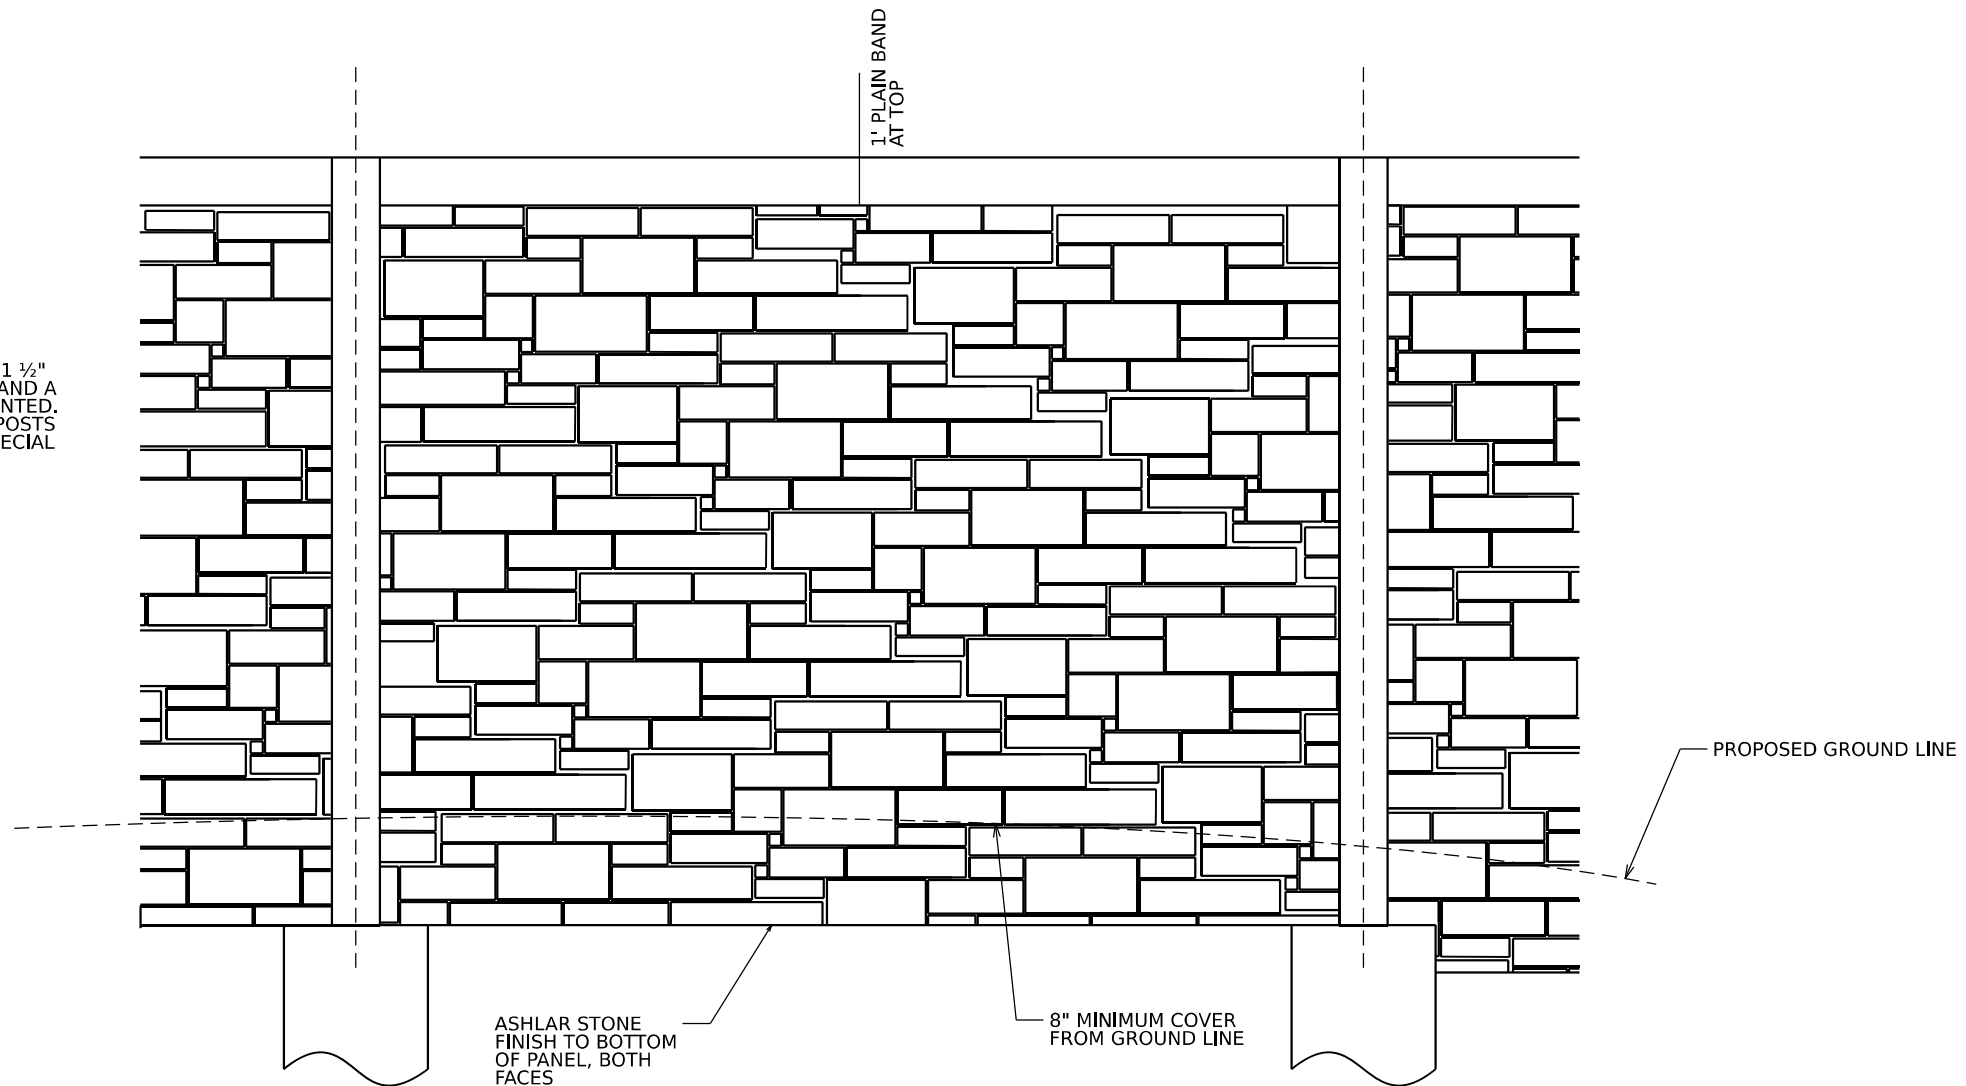 1' PLAIN BAND
AT TOP
1 ½"
AND A
NTED.
POSTS
ECIAL
PROPOSED GROUND LINE
ASHLAR STONE
FINISH TO BOTTOM
OF PANEL, BOTH
FACES
8" MINIMUM COVER
FROM GROUND LINE